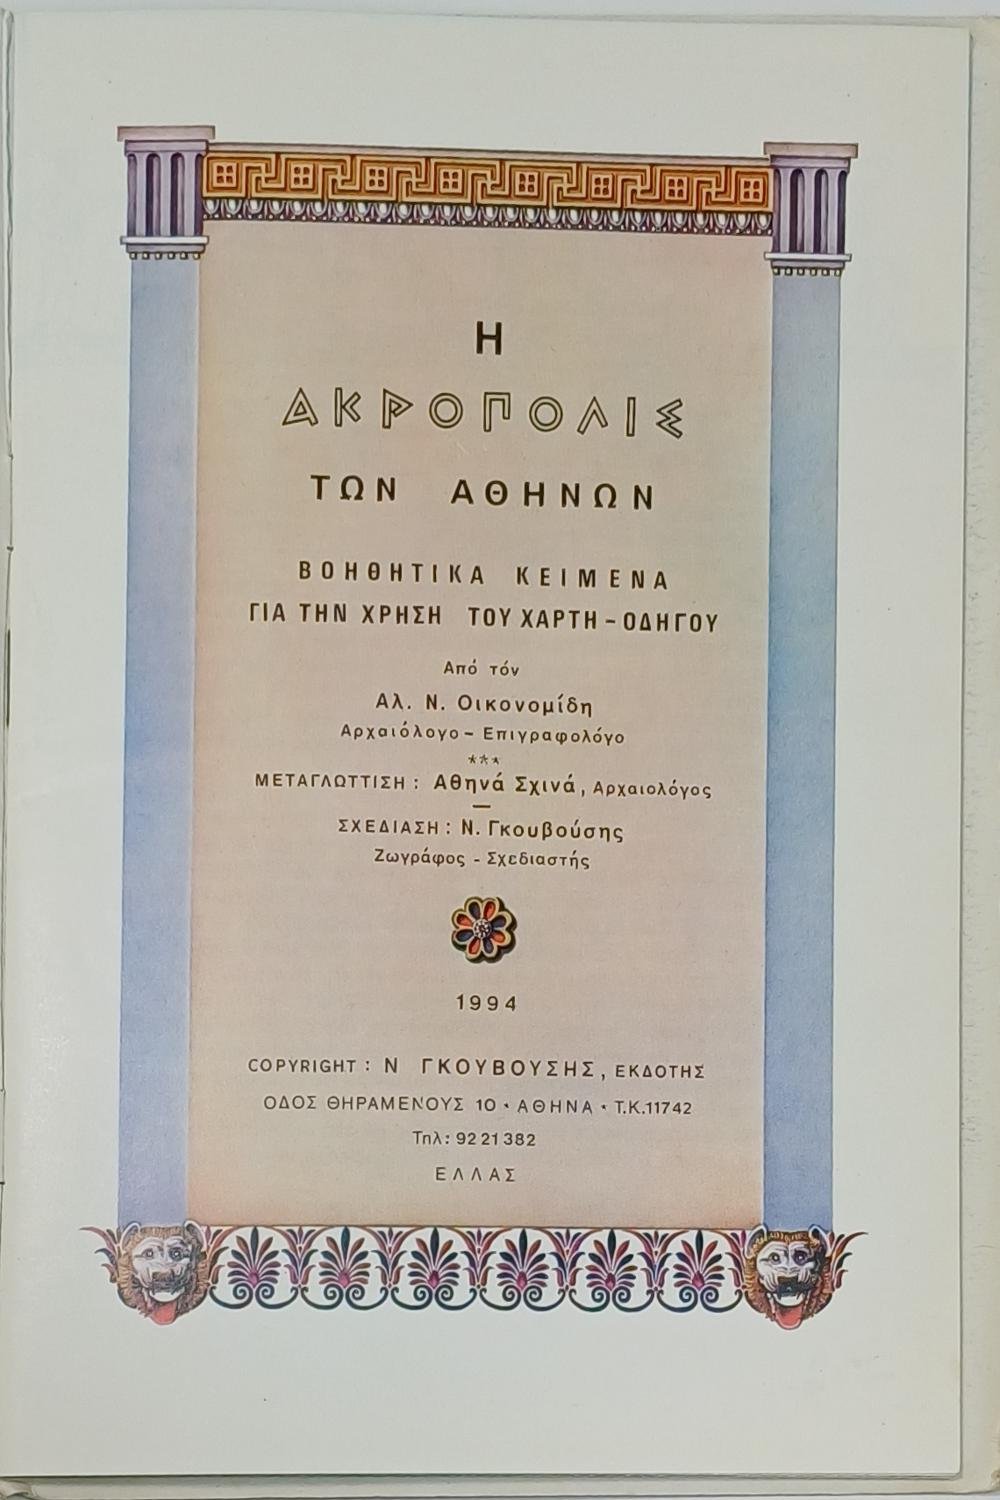 Η
ΑΚΡΟΠΟΛΙΣ
ΤΩΝ ΑΘΗΝΩΝ
ΒΟΗΘΗΤΙΚΑ ΚΕΙΜΕΝΑ
ΓΙΑ ΤΗΝ ΧΡΗΣΗ ΤΟΥ ΧΑΡΤΗ – ΟΔΗΓΟΥ
Από τόν
Αλ. Ν. Οικονομίδη
Αρχαιόλογο – Επιγραφολόγο
***
ΜΕΤΑΓΛΩΤΤΙΣΗ : Αθηνά Σχινά, Αρχαιολόγος
—
ΣΧΕΔΙΑΣΗ : Ν. Γκουβούσης
Ζωγράφος - Σχεδιαστής
1994
COPYRIGHT : Ν ΓΚΟΥΒΟΥΣΗΣ, ΕΚΔΟΤΗΣ
ΟΔΟΣ ΘΗΡΑΜΕΝΟΥΣ 10 • ΑΘΗΝΑ • Τ.Κ.11742
Τηλ: 92 21 382
ΕΛΛΑΣ